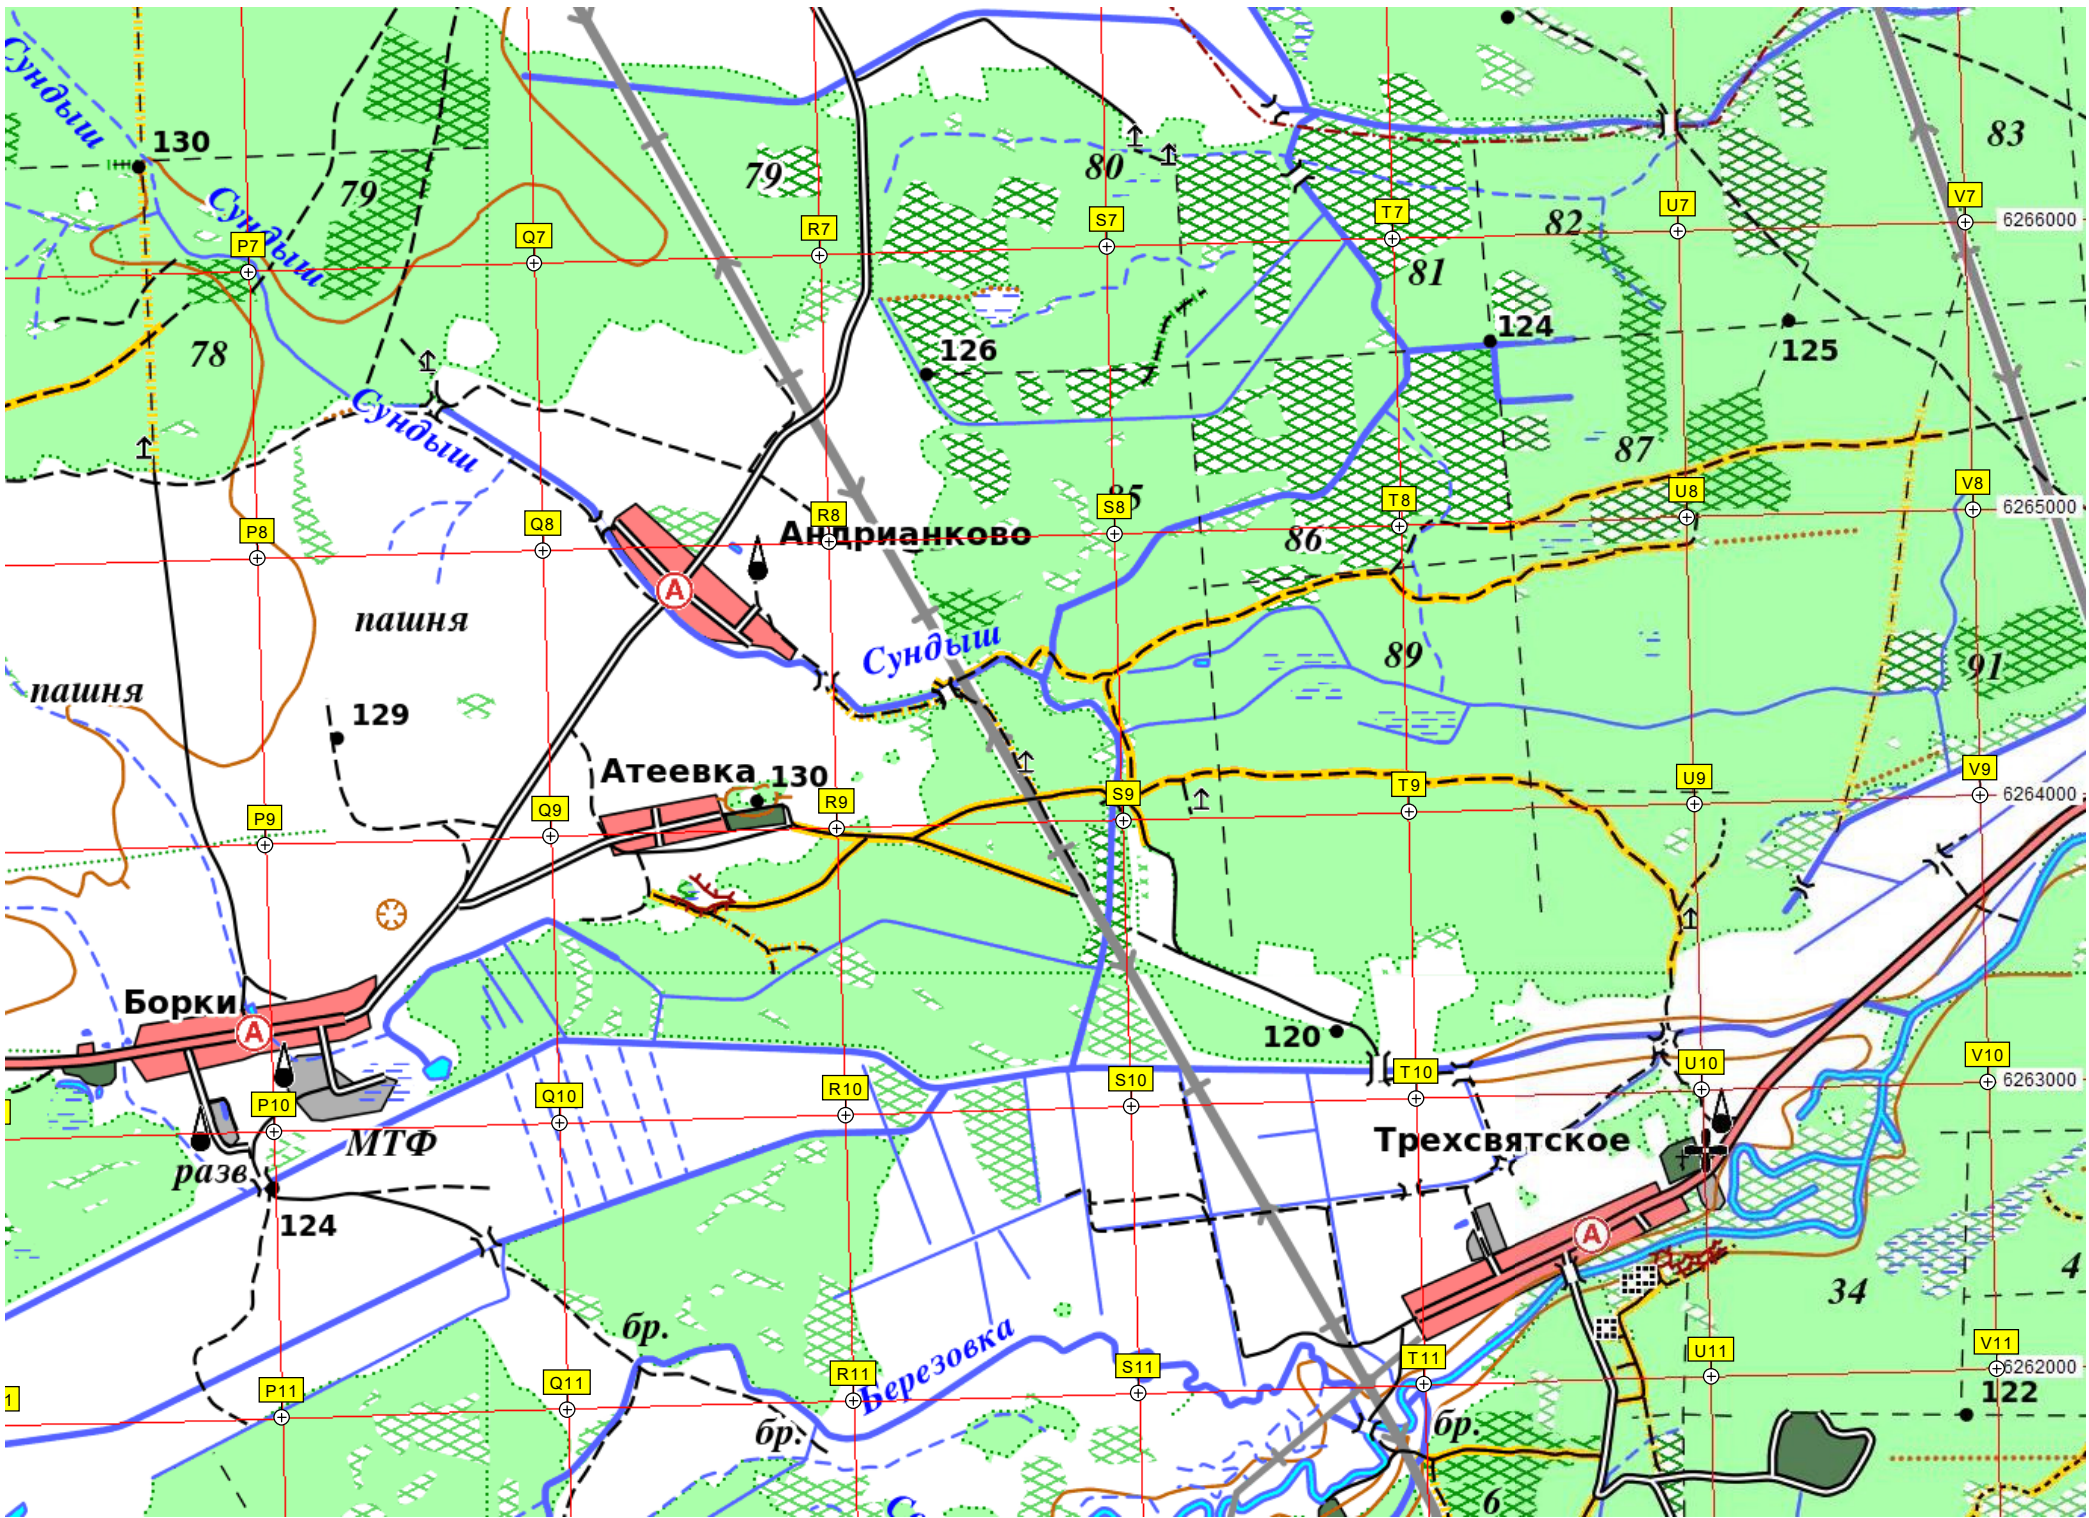 Сундыш
130
79
79
80
83
Сундыш
P7
Q7
R7
S7
T7
U7
V7
6266000
82
81
78
126
124
125
Сундыш
87
85
P8
Q8
R8
S8
T8
U8
V8
6265000
Андрианково
86
А
пашня
Сундыш
89
91
пашня
129
Атеевка
130
P9
Q9
R9
S9
T9
U9
V9
6264000
Борки
А
120
P10
Q10
R10
S10
T10
U10
V10
6263000
МТФ
разв.
Трехсвятское
124
А
34
4
бр.
Березовка
P11
Q11
R11
S11
T11
U11
V11
6262000
122
бр.
бр.
6